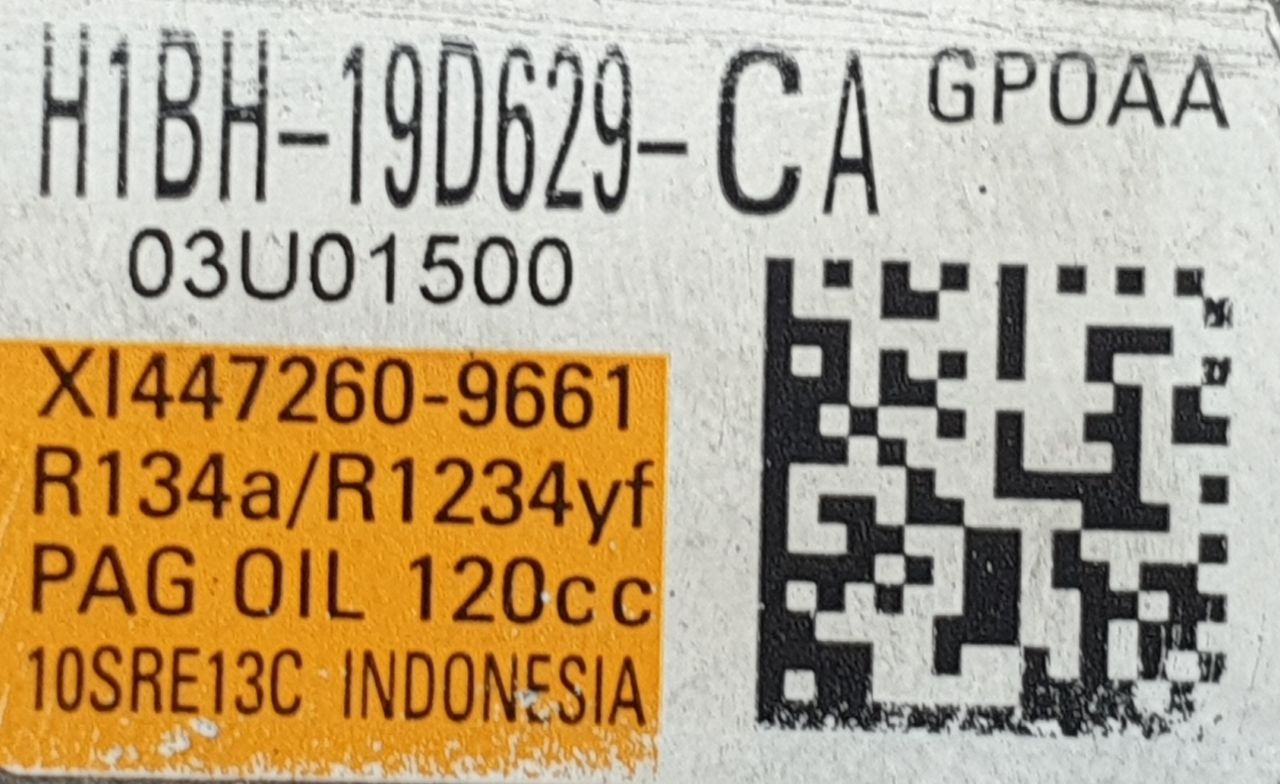 H1BH-19D629-CA GPOAA
03U01500
XI447260-9661
R134a/R1234yf
PAG OIL 120cc
10SRE13C INDONESIA